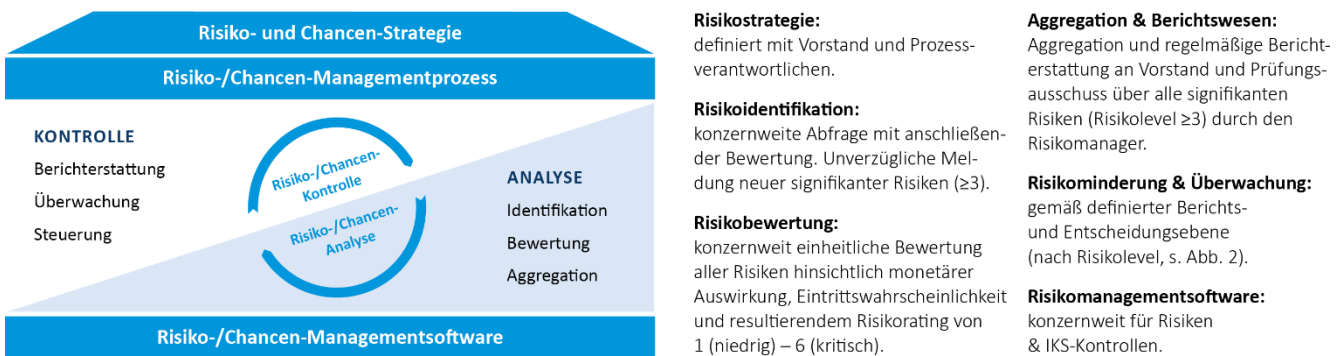 Risiko- und Chancen-Strategie
Risiko-/Chancen-Managementprozess
KONTROLLE
Berichterstattung
Überwachung
Steuerung
Risiko-/Chancen-
Kontrolle
Risiko-/Chancen-
Analyse
ANALYSE
Identifikation
Bewertung
Aggregation
Risiko-/Chancen-Managementsoftware
Risikostrategie:
definiert mit Vorstand und Prozess-
verantwortlichen.
Risikoidentifikation:
konzernweite Abfrage mit anschließen-
der Bewertung. Unverzügliche Mel-
dung neuer signifikanter Risiken (≥3).
Risikobewertung:
konzernweit einheitliche Bewertung
aller Risiken hinsichtlich monetärer
Auswirkung, Eintrittswahrscheinlichkeit
und resultierendem Risikorating von
1 (niedrig) – 6 (kritisch).
Aggregation & Berichtswesen:
Aggregation und regelmäßige Bericht-
erstattung an Vorstand und Prüfungs-
ausschuss über alle signifikanten
Risiken (Risikolevel ≥3) durch den
Risikomanager.
Risikominderung & Überwachung:
gemäß definierter Berichts-
und Entscheidungsebene
(nach Risikolevel, s. Abb. 2).
Risikomanagementsoftware:
konzernweit für Risiken
& IKS-Kontrollen.